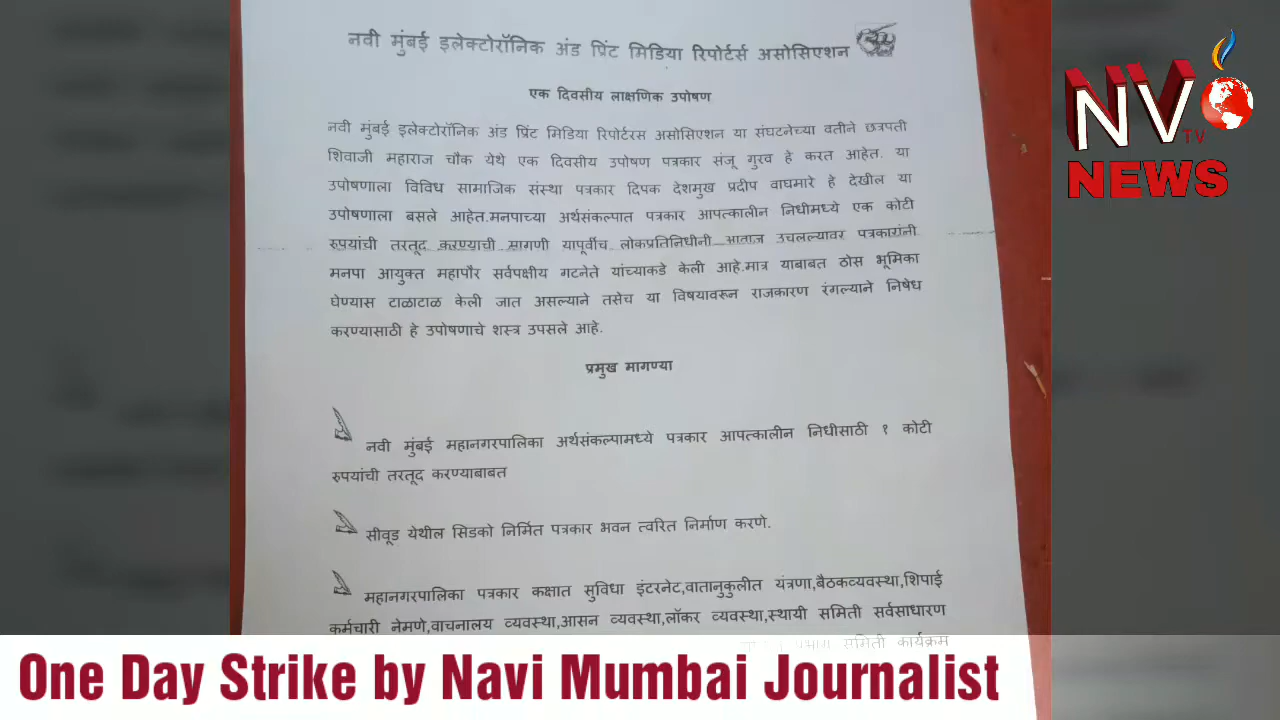 नवी मुंबई इलेक्टोरॉनिक अंड प्रिंट मिडिया रिपोर्टर्स असोसिएशन
एक दिवसीय लाक्षणिक उपोषण
नवी मुंबई इलेक्टोरॉनिक अंड प्रिंट मिडिया रिपोर्टरस असोसिएशन या संघटनेच्या वतीने छत्रपती
शिवाजी महाराज चौक येथे एक दिवसीय उपोषण पत्रकार संजू गुरव हे करत आहेत. या
उपोषणाला विविध सामाजिक संस्था पत्रकार दिपक देशमुख प्रदीप वाघमारे हे देखील या
उपोषणाला बसले आहेत.मनपाच्या अर्थसंकल्पात पत्रकार आपत्कालीन निधीमध्ये एक कोटी
रुपयांची तरतूद करण्याची मागणी यापूर्वीच लोकप्रतिनिधीनी आवाज उचलल्यावर पत्रकारांनी
मनपा आयुक्त महापौर सर्वपक्षीय गटनेते यांच्याकडे केली आहे.मात्र याबाबत ठोस भूमिका
घेण्यास टाळाटाळ केली जात असल्याने तसेच या विषयावरून राजकारण रंगल्याने निषेध
करण्यासाठी हे उपोषणाचे शस्त्र उपसले आहे.
प्रमुख मागण्या
नवी मुंबई महानगरपालिका अर्थसंकल्पामध्ये पत्रकार आपत्कालीन निधीसाठी १ कोटी
रुपयांची तरतूद करण्याबाबत
सीवूड येथील सिडको निर्मित पत्रकार भवन त्वरित निर्माण करणे.
महानगरपालिका पत्रकार कक्षात सुविधा इंटरनेट,वातानुकुलीत यंत्रणा,बैठकव्यवस्था,शिपाई
कर्मचारी नेमणे,वाचनालय व्यवस्था,आसन व्यवस्था,लॉकर व्यवस्था,स्थायी समिती सर्वसाधारण
समिती कार्यक्रम
NV
TV
NEWS
One Day Strike by Navi Mumbai Journalist